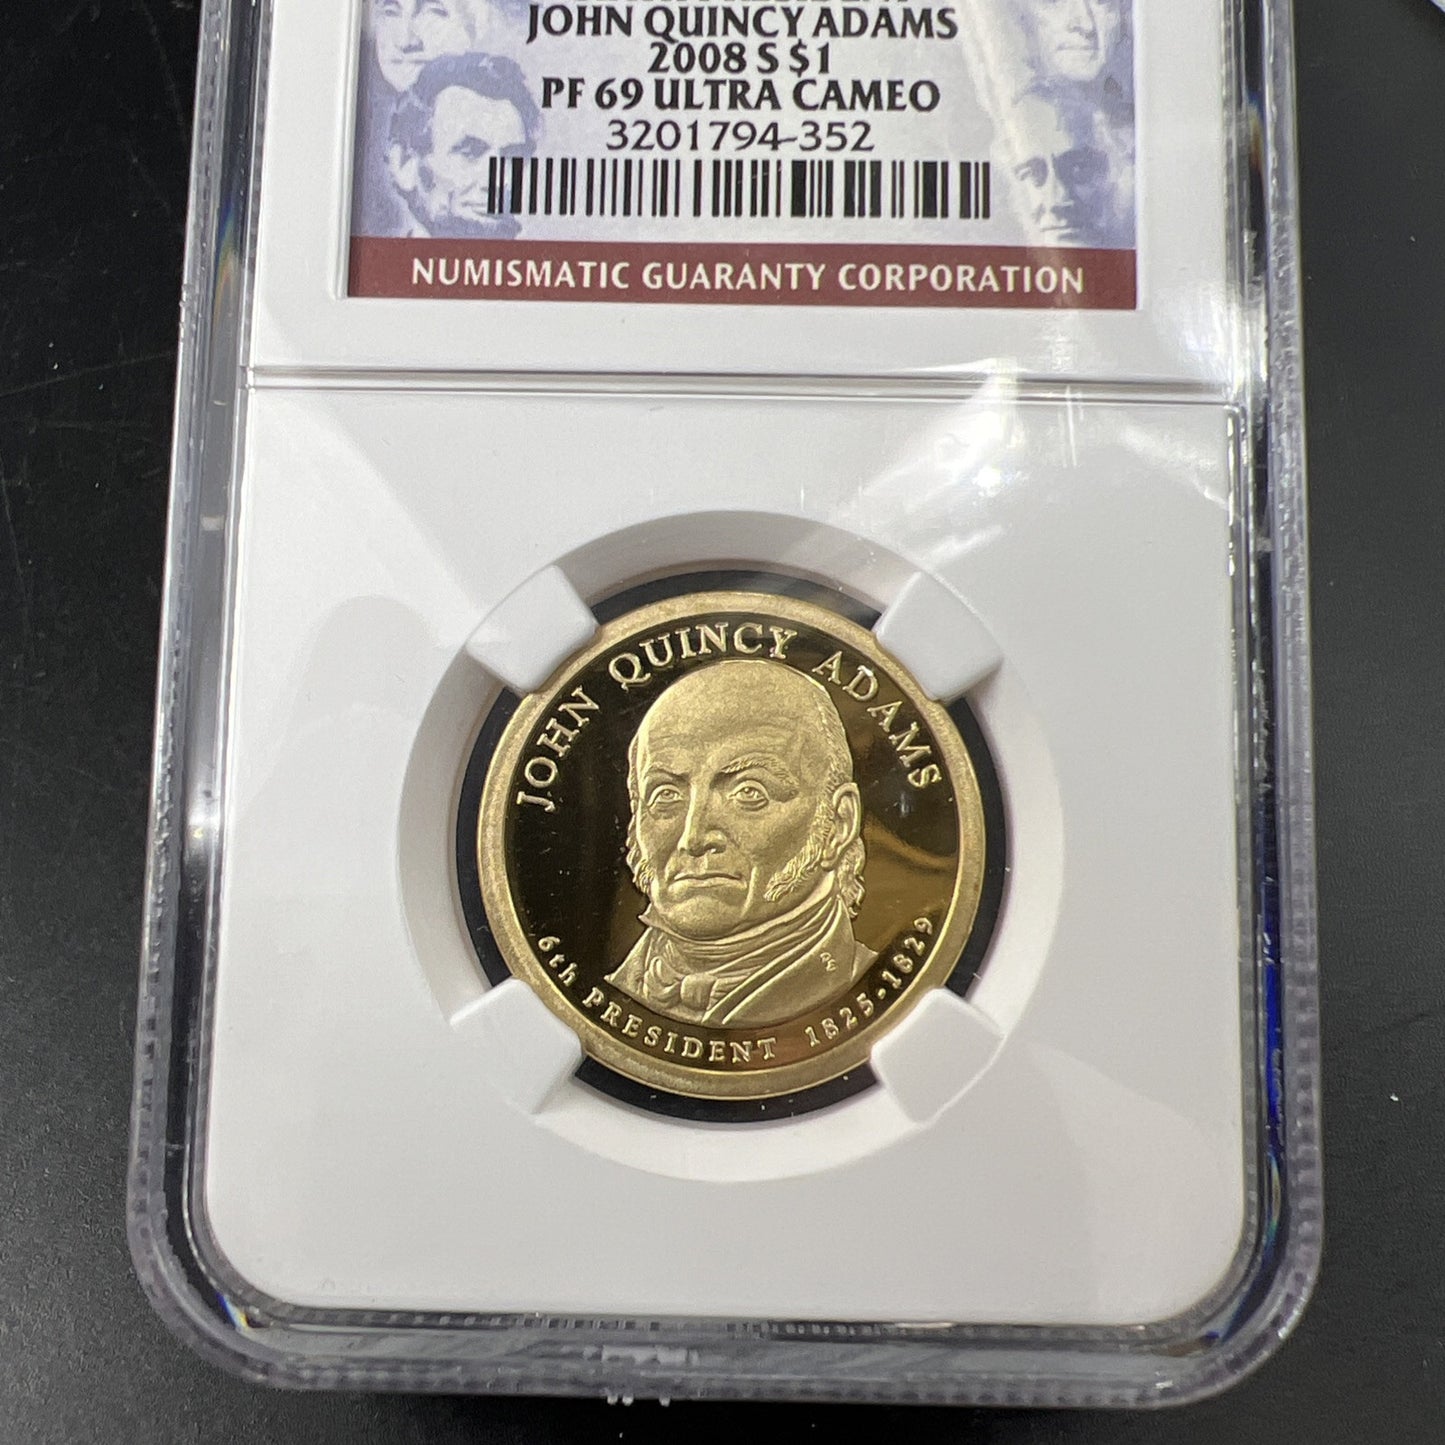 PRESIDENT
JOHN QUINCY ADAMS
2008 S $1
PF 69 ULTRA CAMEO
3201794-352
NUMISMATIC GUARANTY CORPORATION
JOHN QUINCY ADAMS
6th PRESIDENT 1825-1829